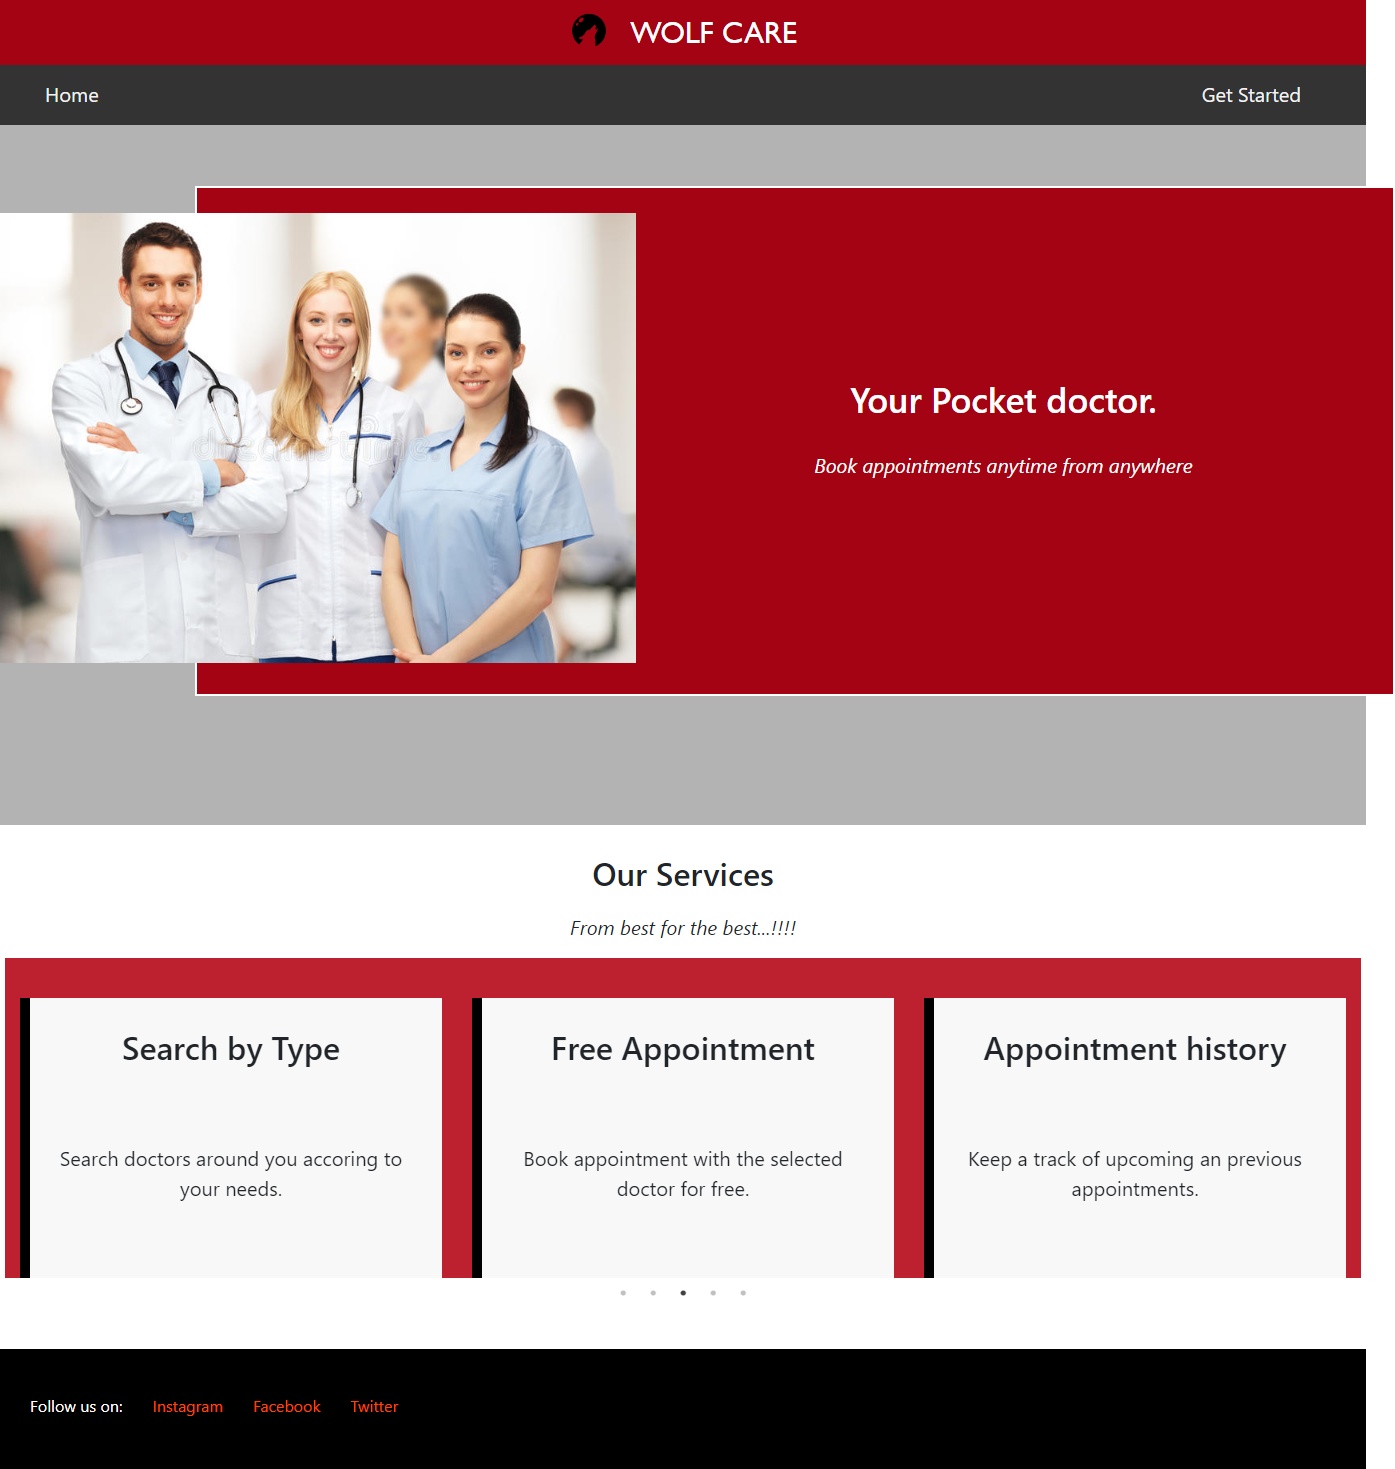 WOLF CARE
Home
Get Started
dreamstime.
Your Pocket doctor.
Book appointments anytime from anywhere
Our Services
From best for the best...!!!!
Search by Type
Search doctors around you accoring to
your needs.
Free Appointment
Book appointment with the selected
doctor for free.
Appointment history
Keep a track of upcoming an previous
appointments.
Follow us on:
Instagram
Facebook
Twitter